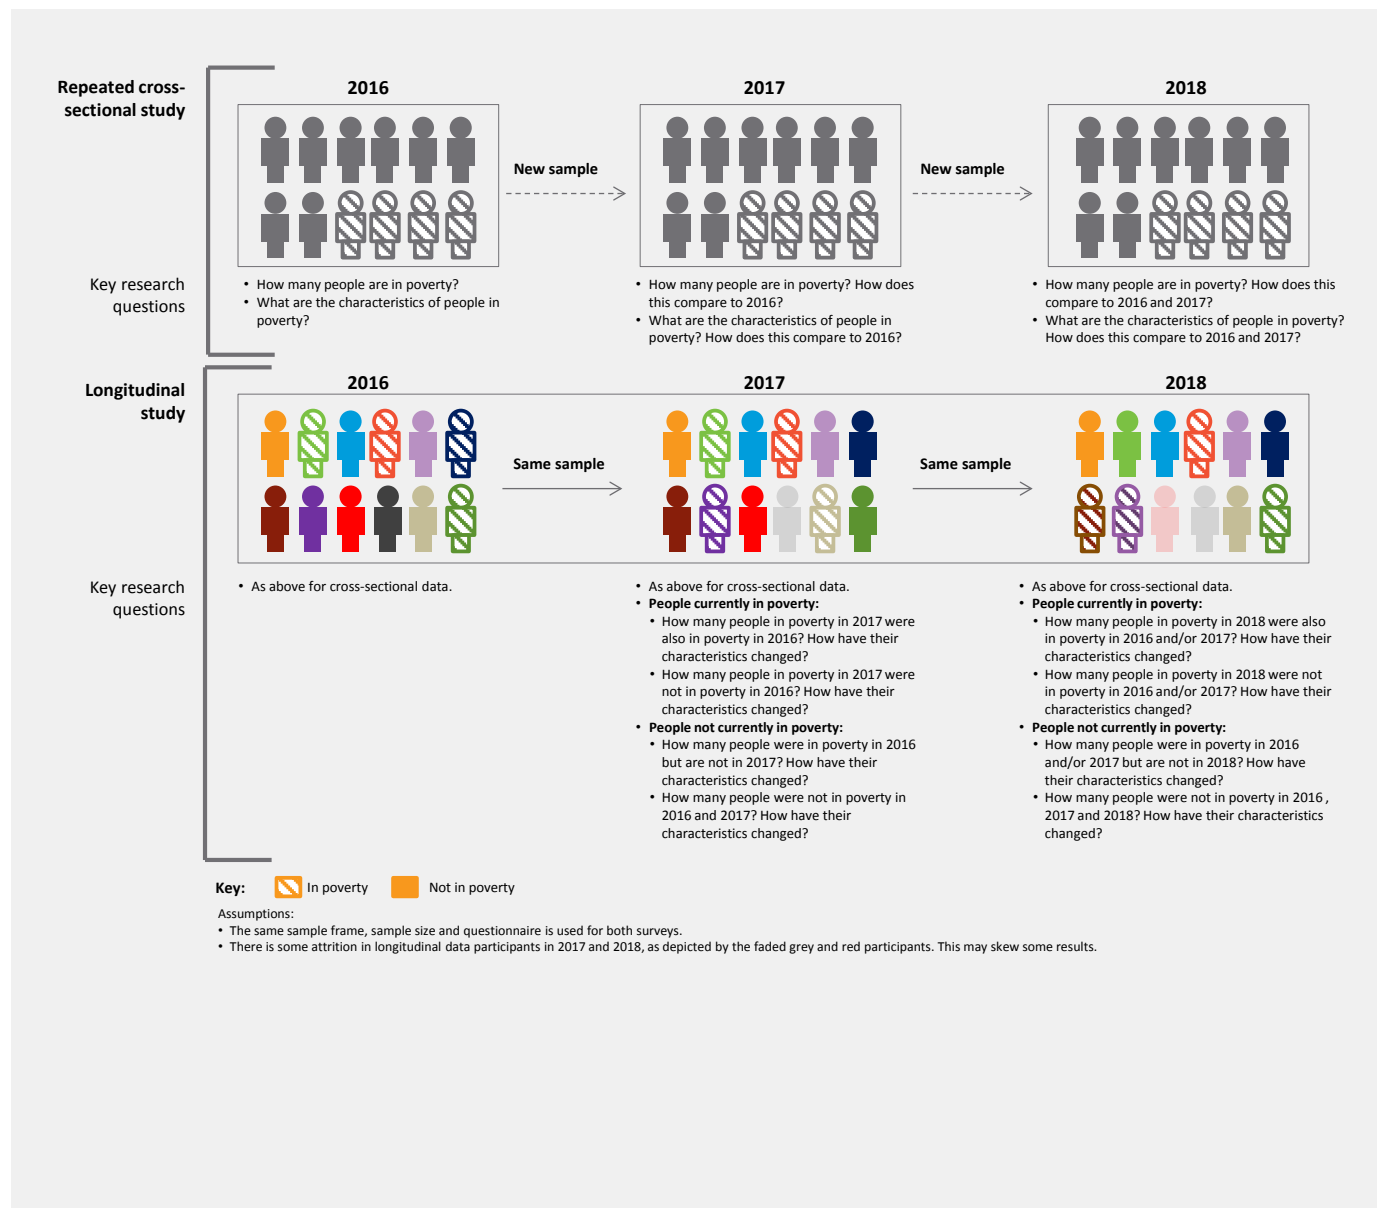 Repeated cross-
sectional study
2016
2017
2018
New sample
New sample
Key research
questions
• How many people are in poverty?
• What are the characteristics of people in
poverty?
• How many people are in poverty? How does
this compare to 2016?
• What are the characteristics of people in
poverty? How does this compare to 2016?
• How many people are in poverty? How does this
compare to 2016 and 2017?
• What are the characteristics of people in poverty?
How does this compare to 2016 and 2017?
Longitudinal
study
2016
2017
2018
Same sample
Same sample
Key research
questions
• As above for cross-sectional data.
• As above for cross-sectional data.
• People currently in poverty:
• How many people in poverty in 2017 were
also in poverty in 2016? How have their
characteristics changed?
• How many people in poverty in 2017 were
not in poverty in 2016? How have their
characteristics changed?
• People not currently in poverty:
• How many people were in poverty in 2016
but are not in 2017? How have their
characteristics changed?
• How many people were not in poverty in
2016 and 2017? How have their
characteristics changed?
• As above for cross-sectional data.
• People currently in poverty:
• How many people in poverty in 2018 were also
in poverty in 2016 and/or 2017? How have their
characteristics changed?
• How many people in poverty in 2018 were not
in poverty in 2016 and/or 2017? How have their
characteristics changed?
• People not currently in poverty:
• How many people were in poverty in 2016
and/or 2017 but are not in 2018? How have
their characteristics changed?
• How many people were not in poverty in 2016,
2017 and 2018? How have their characteristics
changed?
Key: In poverty Not in poverty
Assumptions:
• The same sample frame, sample size and questionnaire is used for both surveys.
• There is some attrition in longitudinal data participants in 2017 and 2018, as depicted by the faded grey and red participants. This may skew some results.